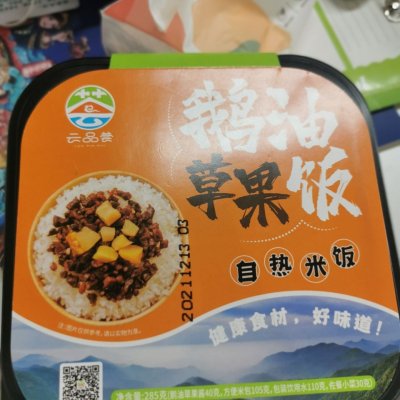 云品荟
鹅油
草果饭
自热米饭
20211213 03
注:图片仅供参考,请以实物为准。
健康食材,好味道!
净含量:285克(鹅油草果酱40克,方便米包105克,包装饮用水110克,佐餐小菜30克)